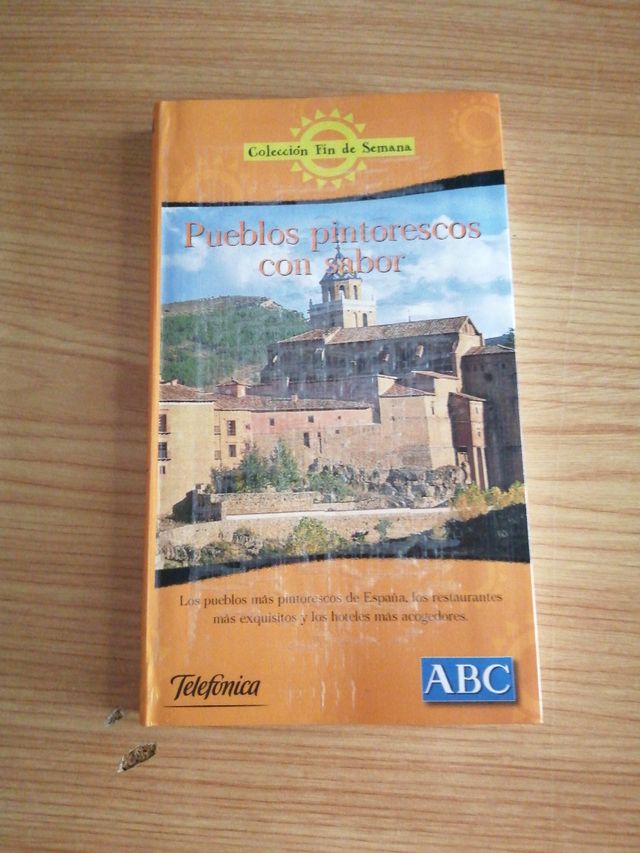 Colección Fin de Semana
Pueblos pintorescos
con sabor
Los pueblos más pintorescos de España, los restaurantes
más exquisitos y los hoteles más acogedores.
Telefónica
ABC